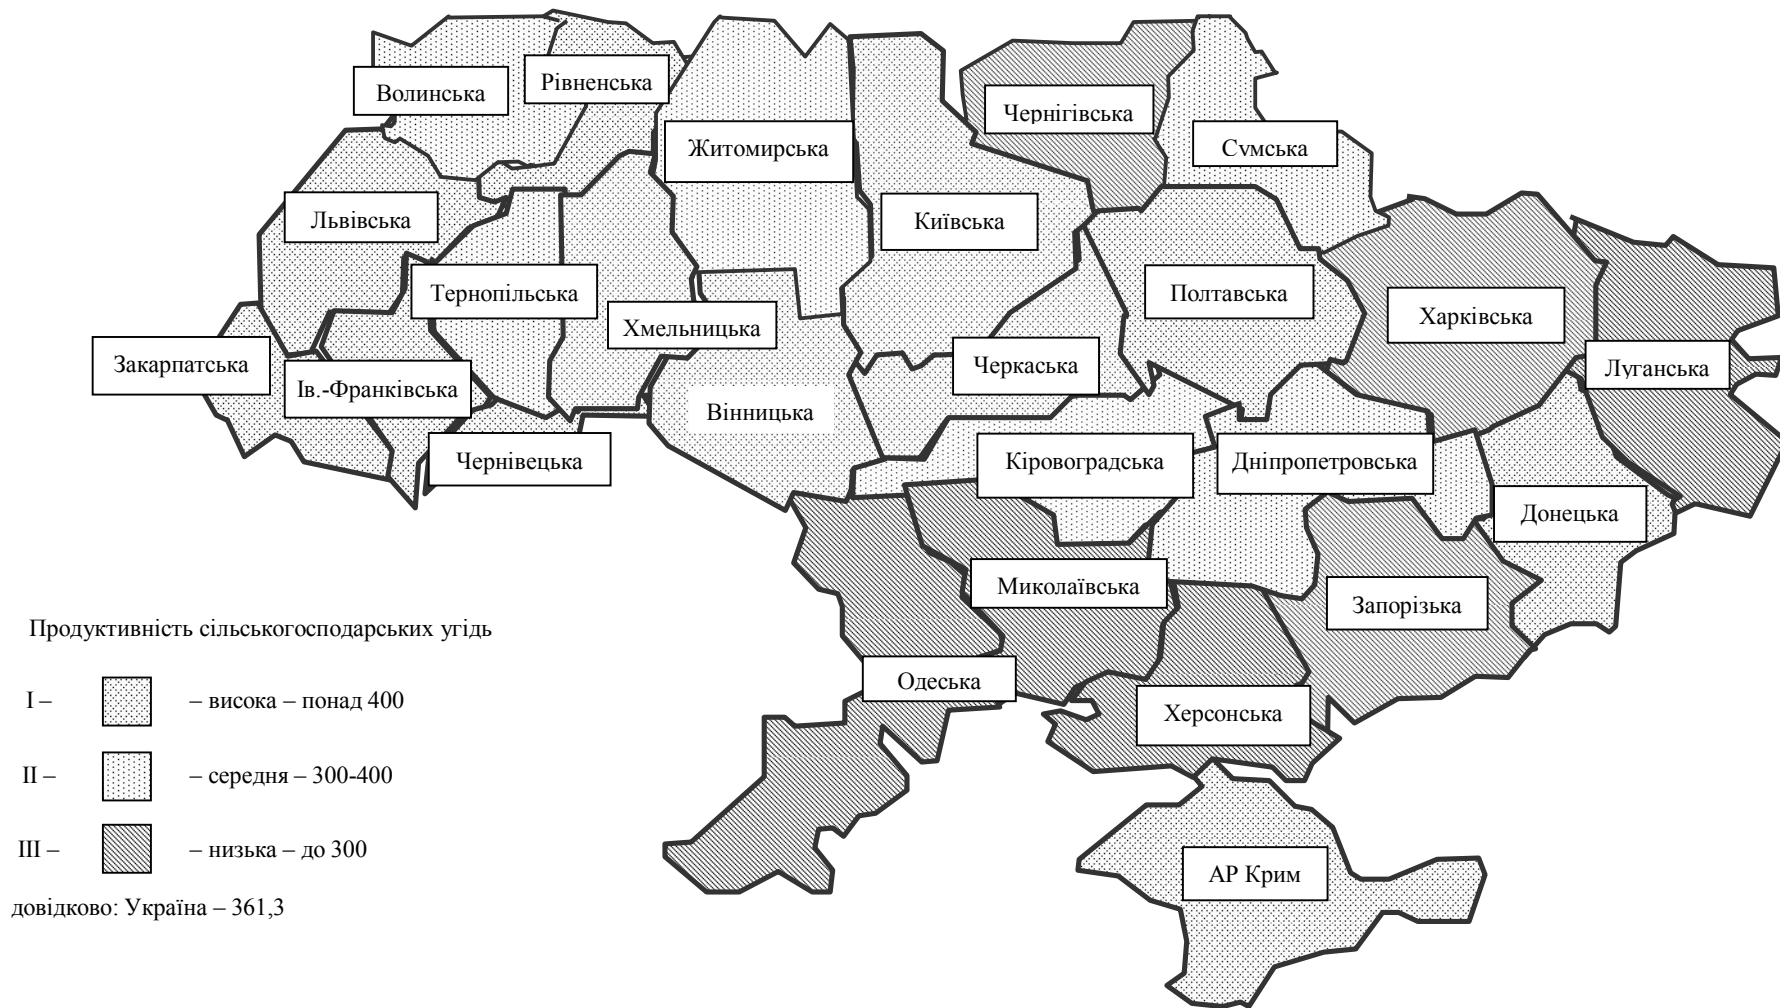 Волинська
Рівненська
Житомирська
Чернігівська
Сумська
Львівська
Київська
Тернопільська
Хмельницька
Полтавська
Харківська
Закарпатська
Ів.-Франківська
Черкаська
Луганська
Вінницька
Чернівецька
Кіровоградська
Дніпропетровська
Донецька
Миколаївська
Запорізька
Одеська
Херсонська
АР Крим
Продуктивність сільськогосподарських угідь
I – – висока – понад 400
II – – середня – 300-400
III – – низька – до 300
довідково: Україна – 361,3